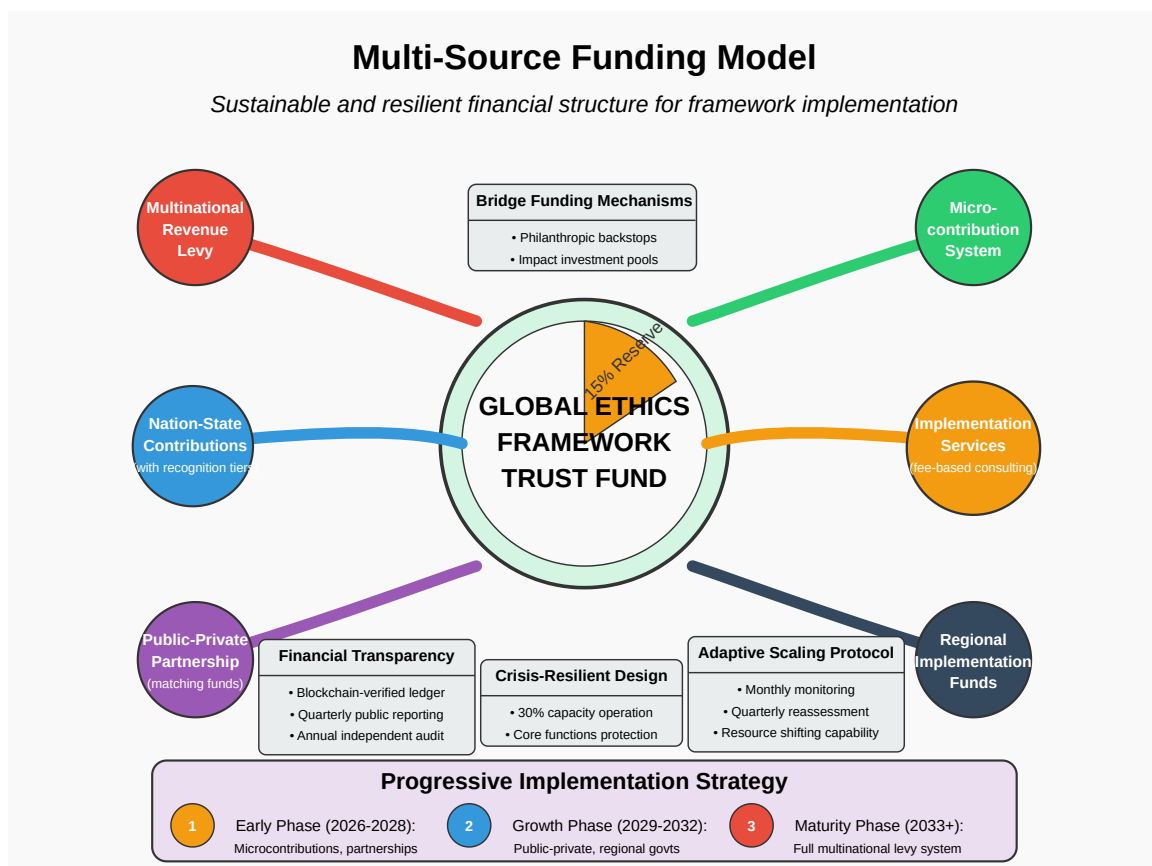 Multi-Source Funding Model
Sustainable and resilient financial structure for framework implementation
Multinational
Revenue
Levy
Bridge Funding Mechanisms
• Philanthropic backstops
• Impact investment pools
Micro-
contribution
System
15% Reserve
GLOBAL ETHICS
FRAMEWORK
TRUST FUND
Nation-State
Contributions
(with recognition tiers
Implementation
Services
(fee-based consulting)
Public-Private
Partnership
(matching funds)
Financial Transparency
• Blockchain-verified ledger
• Quarterly public reporting
• Annual independent audit
Crisis-Resilient Design
• 30% capacity operation
• Core functions protection
Adaptive Scaling Protocol
• Monthly monitoring
• Quarterly reassessment
• Resource shifting capability
Regional
Implementation
Funds
Progressive Implementation Strategy
1
Early Phase (2026-2028):
Microcontributions, partnerships
2
Growth Phase (2029-2032):
Public-private, regional govts
3
Maturity Phase (2033+):
Full multinational levy system